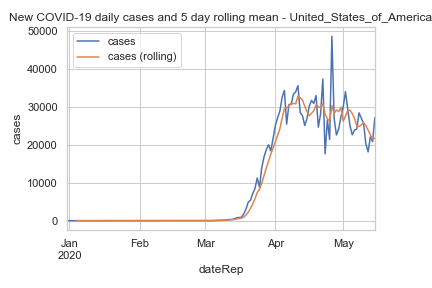 New COVID-19 daily cases and 5 day rolling mean - United_States_of_America
cases
cases (rolling)
50000
40000
30000
20000
10000
0
cases
Jan
2020
Feb
Mar
Apr
May
dateRep